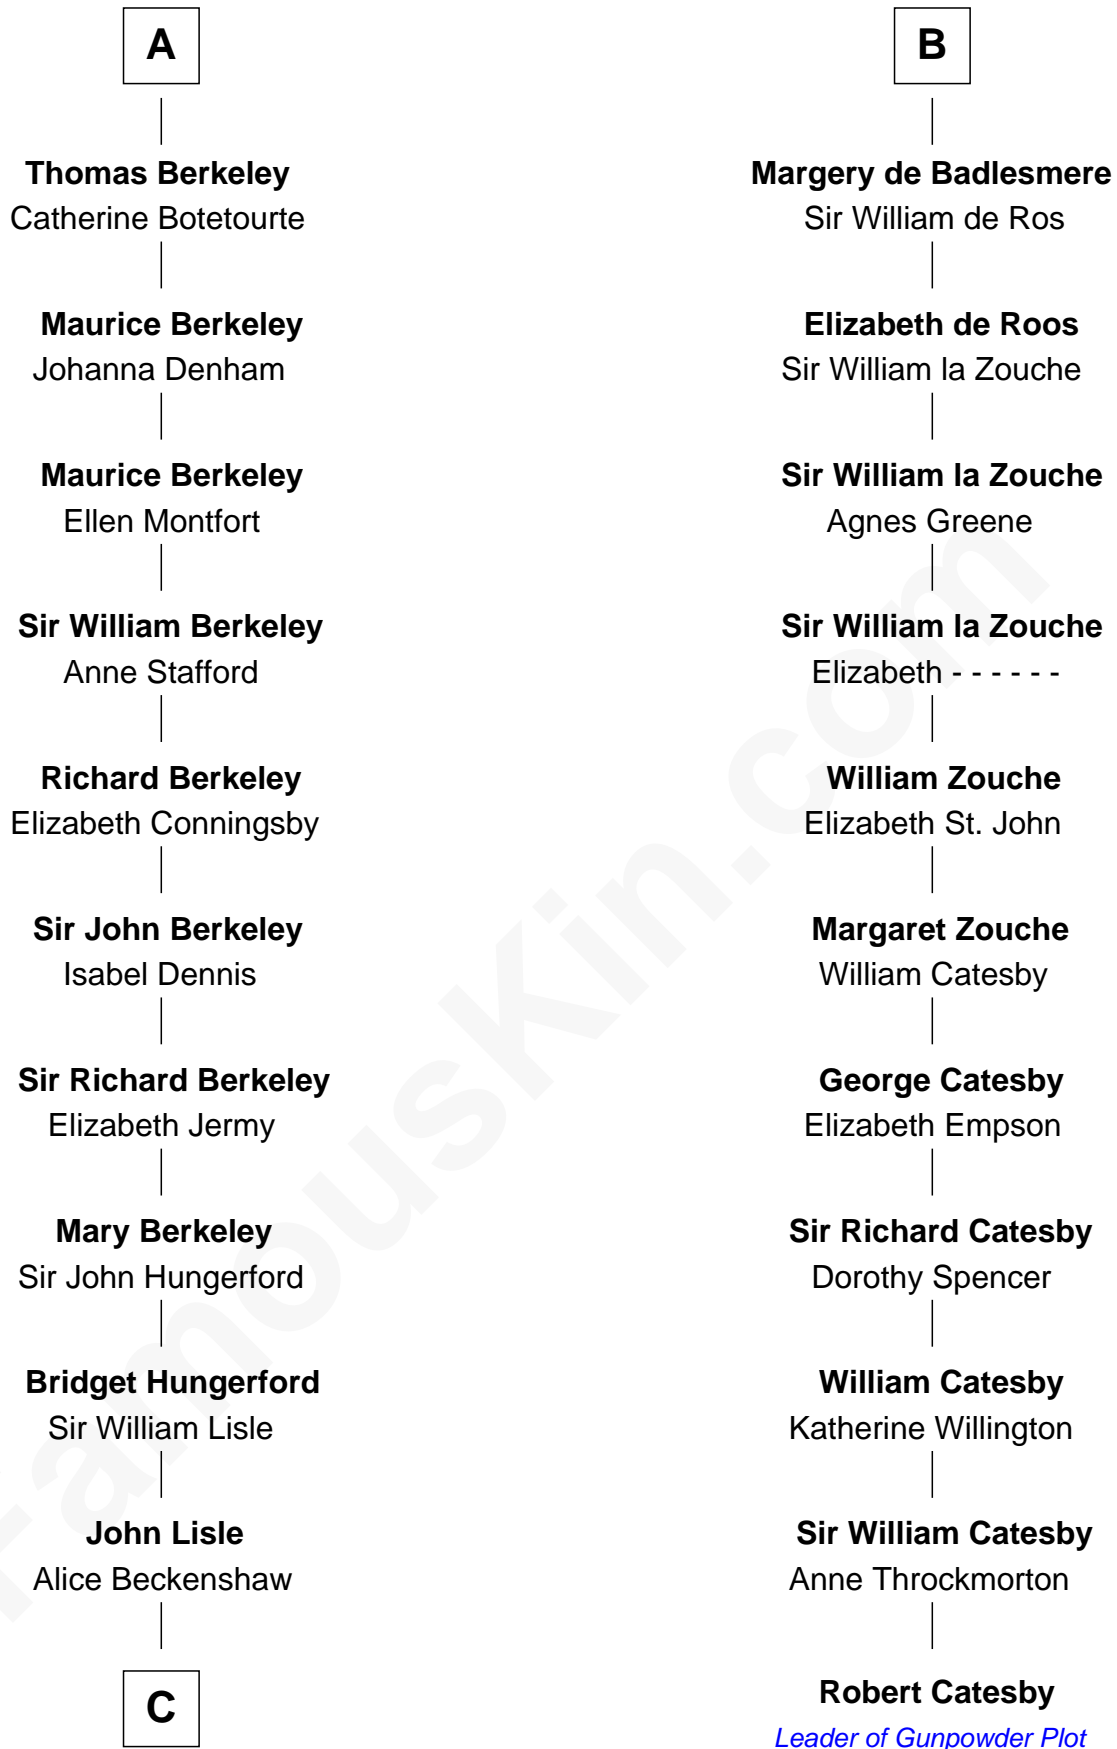 A
Thomas Berkeley
Catherine Botetourte
Maurice Berkeley
Johanna Denham
Maurice Berkeley
Ellen Montfort
Sir William Berkeley
Anne Stafford
Richard Berkeley
Elizabeth Conningsby
Sir John Berkeley
Isabel Dennis
Sir Richard Berkeley
Elizabeth Jermy
Mary Berkeley
Sir John Hungerford
Bridget Hungerford
Sir William Lisle
John Lisle
Alice Beckenshaw
C
B
Margery de Badlesmere
Sir William de Ros
Elizabeth de Roos
Sir William la Zouche
Sir William la Zouche
Agnes Greene
Sir William la Zouche
Elizabeth - - - - - -
William Zouche
Elizabeth St. John
Margaret Zouche
William Catesby
George Catesby
Elizabeth Empson
Sir Richard Catesby
Dorothy Spencer
William Catesby
Katherine Willington
Sir William Catesby
Anne Throckmorton
Robert Catesby
Leader of Gunpowder Plot
FamousKin.com